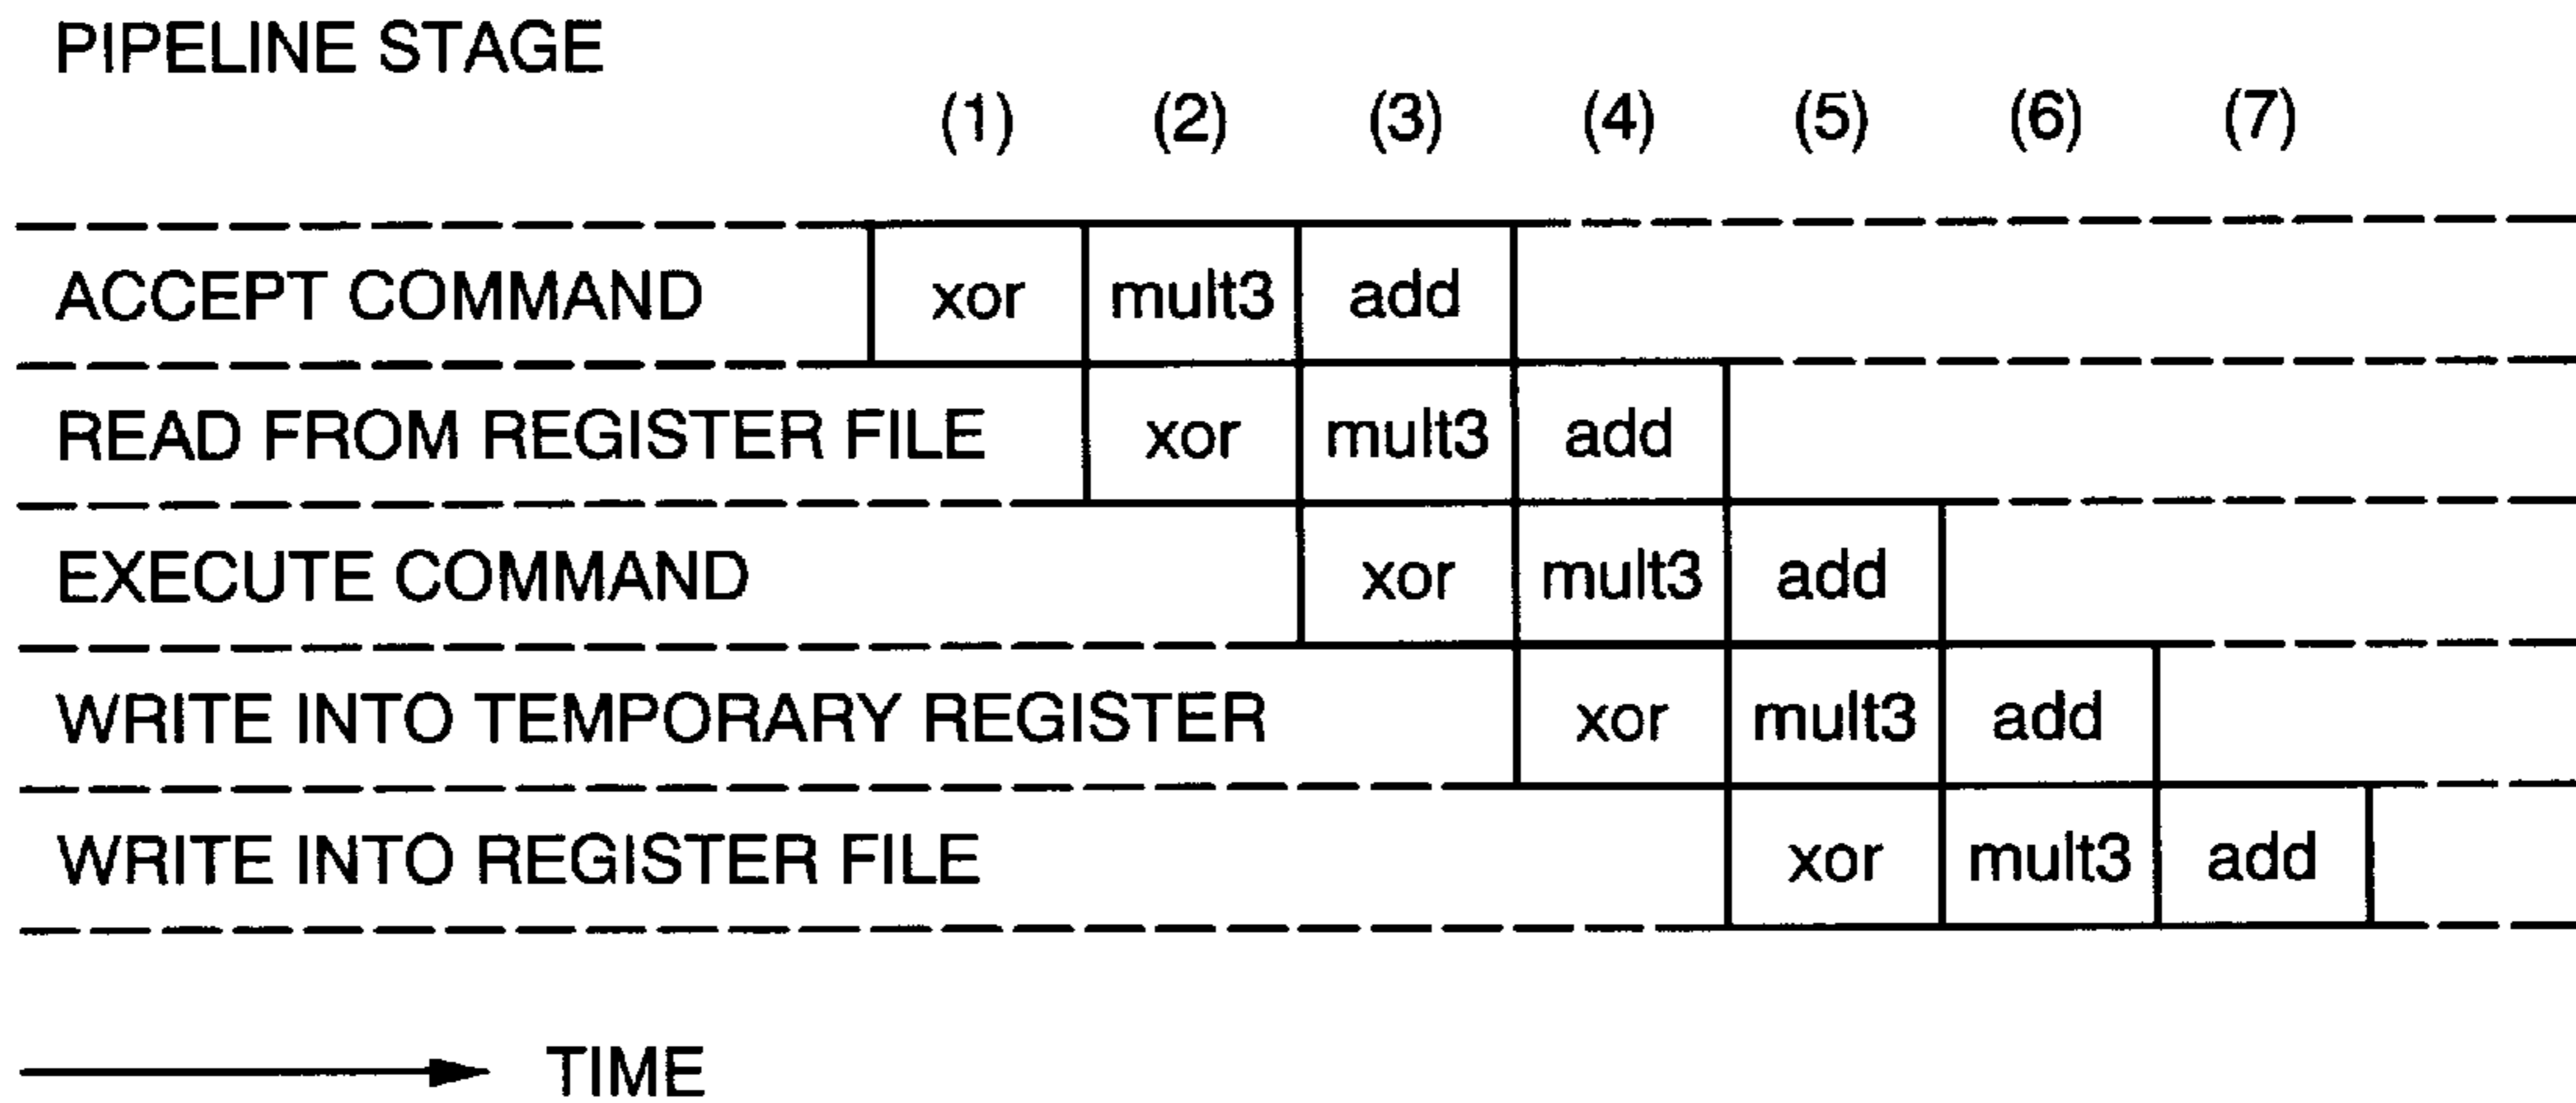 PIPELINE STAGE
(1) (2) (3) (4) (5) (6) (7)
ACCEPT COMMAND xor mult3 add
READ FROM REGISTER FILE xor mult3 add
EXECUTE COMMAND xor mult3 add
WRITE INTO TEMPORARY REGISTER xor mult3 add
WRITE INTO REGISTER FILE xor mult3 add
TIME